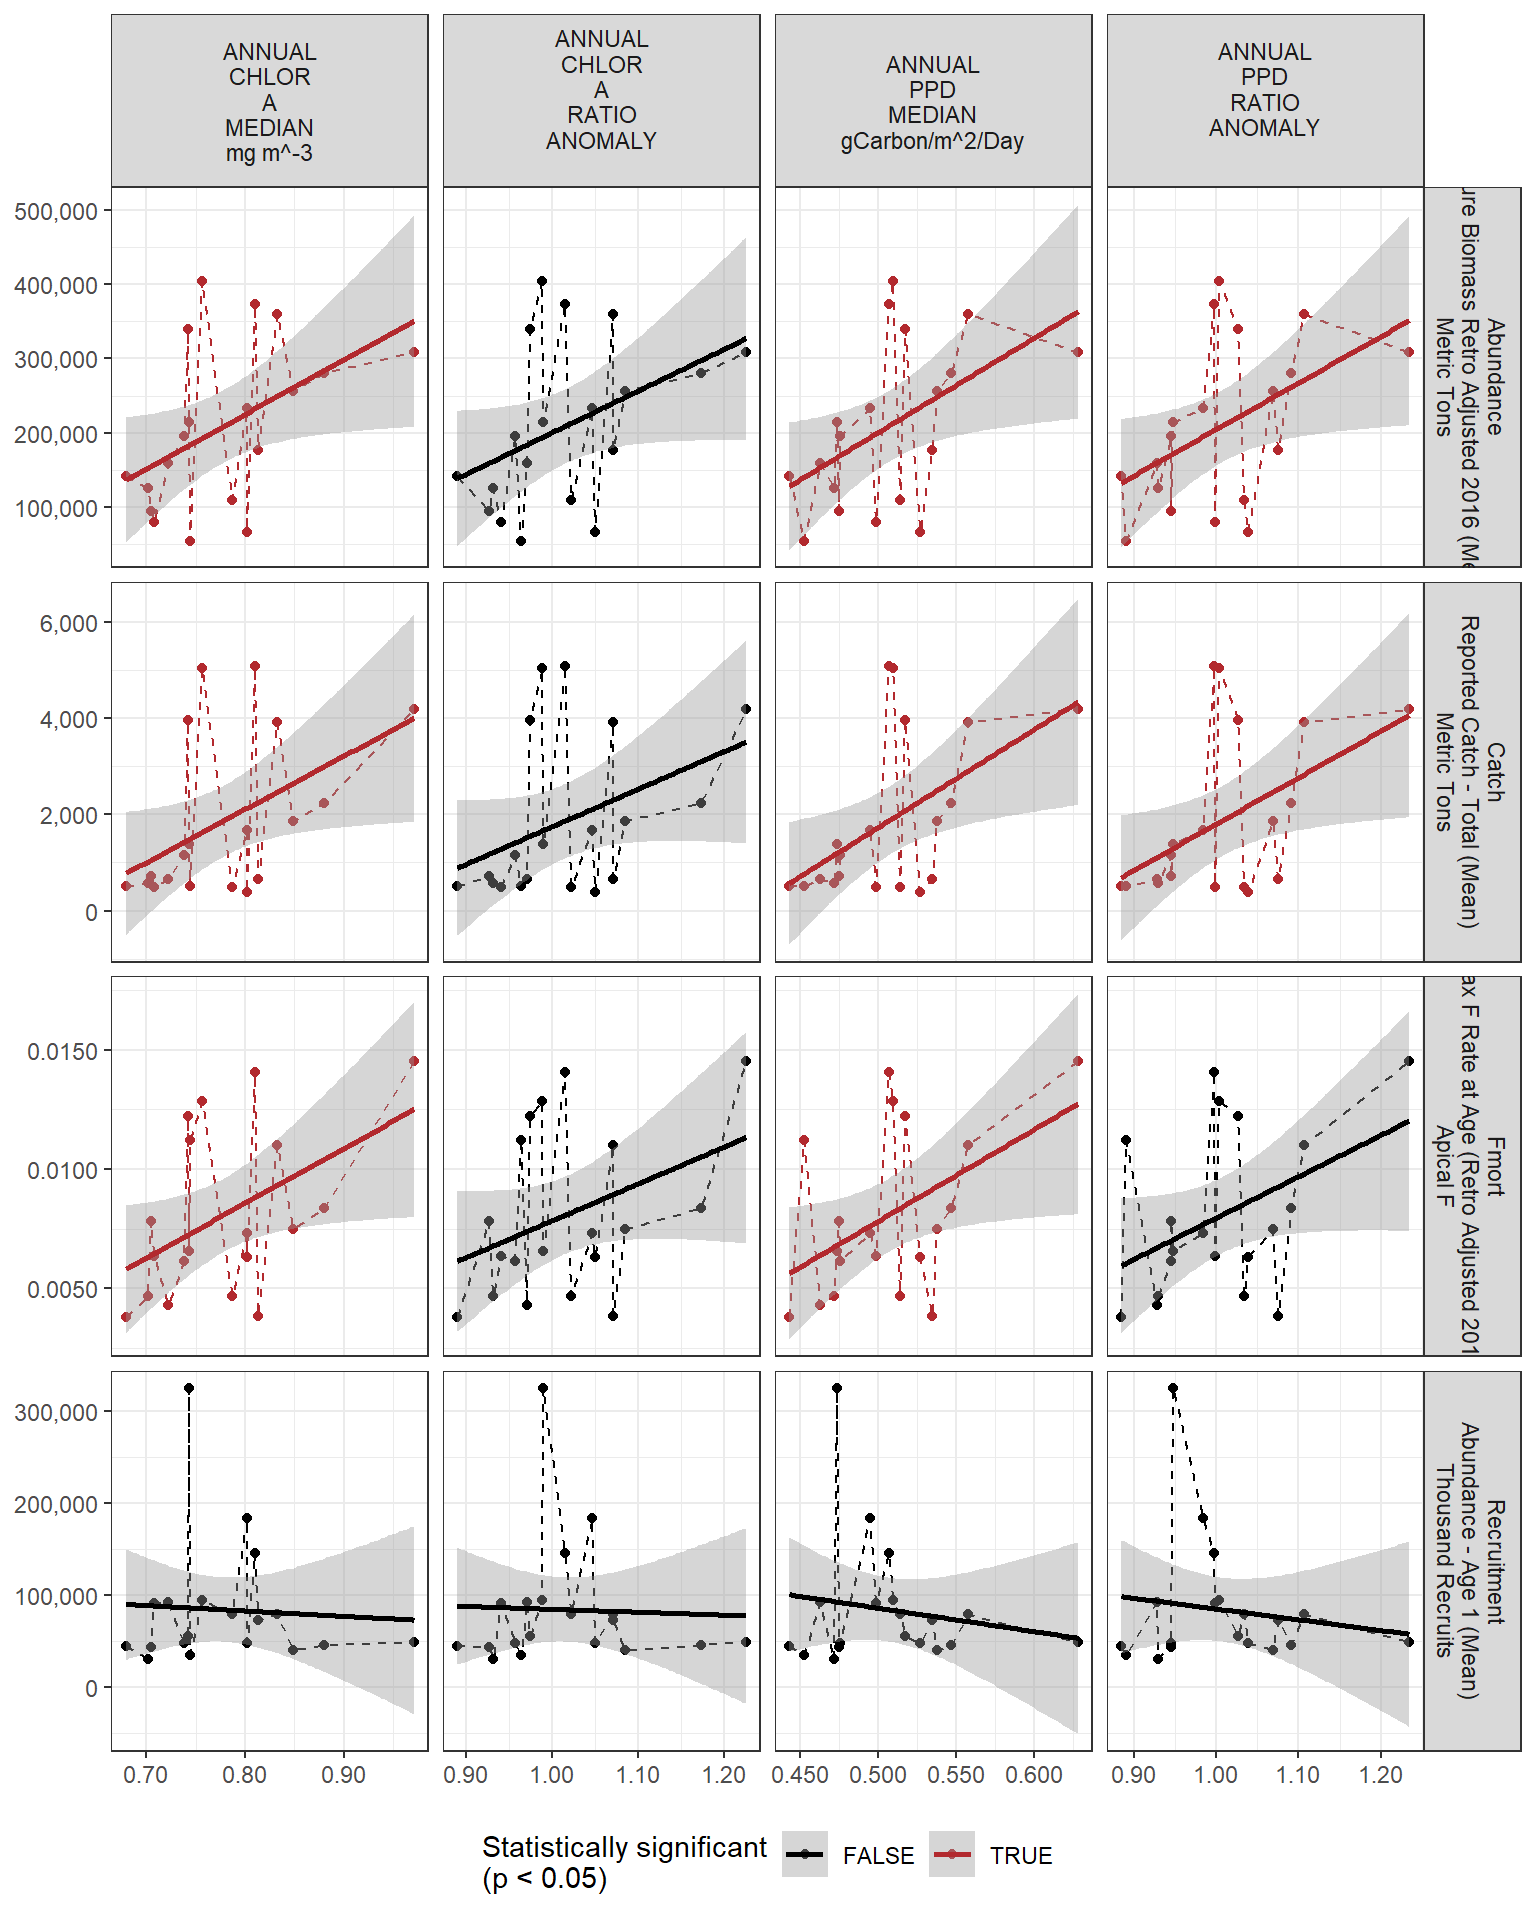 ANNUAL
CHLOR
A
MEDIAN
mg m^-3
ANNUAL
CHLOR
A
RATIO
ANOMALY
ANNUAL
PPD
MEDIAN
gCarbon/m^2/Day
ANNUAL
PPD
RATIO
ANOMALY
500,000
400,000
300,000
200,000
100,000
Abundance
ure Biomass Retro Adjusted 2016 (Me
Metric Tons
6,000
4,000
2,000
0
Catch
Reported Catch - Total (Mean)
Metric Tons
0.0150
0.0100
0.0050
Fmort
ax F Rate at Age (Retro Adjusted 201
Apical F
300,000
200,000
100,000
0
Recruitment
Abundance - Age 1 (Mean)
Thousand Recruits
0.70 0.80 0.90
0.90 1.00 1.10 1.20
0.450 0.500 0.550 0.600
0.90 1.00 1.10 1.20
Statistically significant
(p < 0.05)
FALSE
TRUE